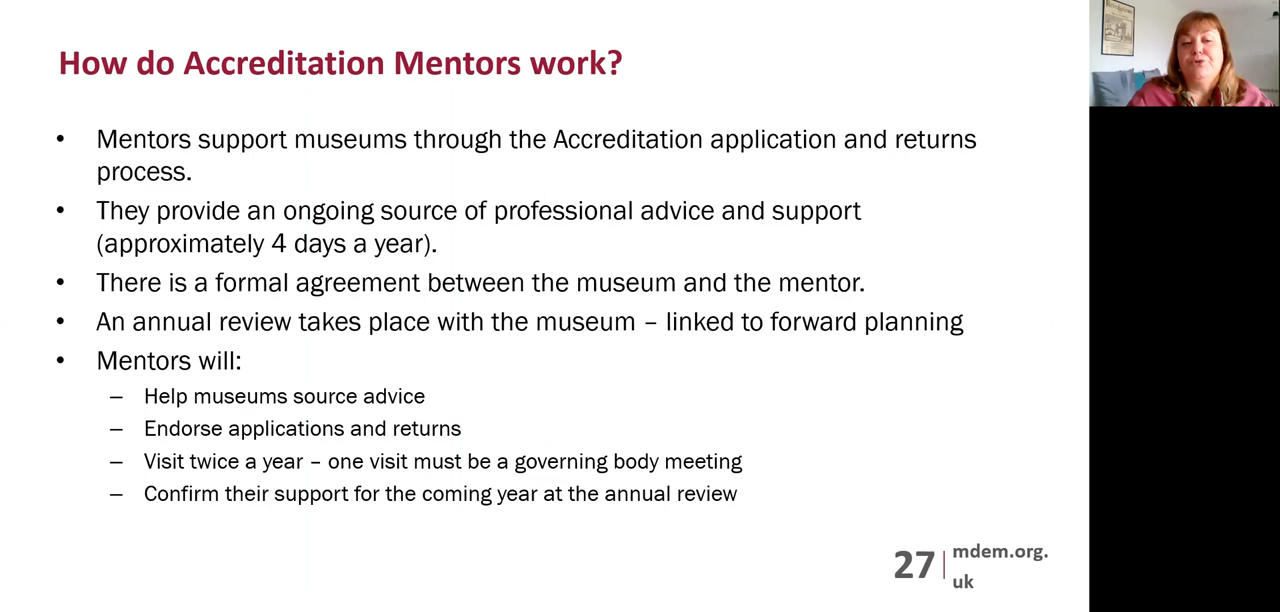 How do Accreditation Mentors work?
• Mentors support museums through the Accreditation application and returns
process.
• They provide an ongoing source of professional advice and support
(approximately 4 days a year).
• There is a formal agreement between the museum and the mentor.
• An annual review takes place with the museum – linked to forward planning
• Mentors will:
– Help museums source advice
– Endorse applications and returns
– Visit twice a year – one visit must be a governing body meeting
– Confirm their support for the coming year at the annual review
27
mdem.org.
uk